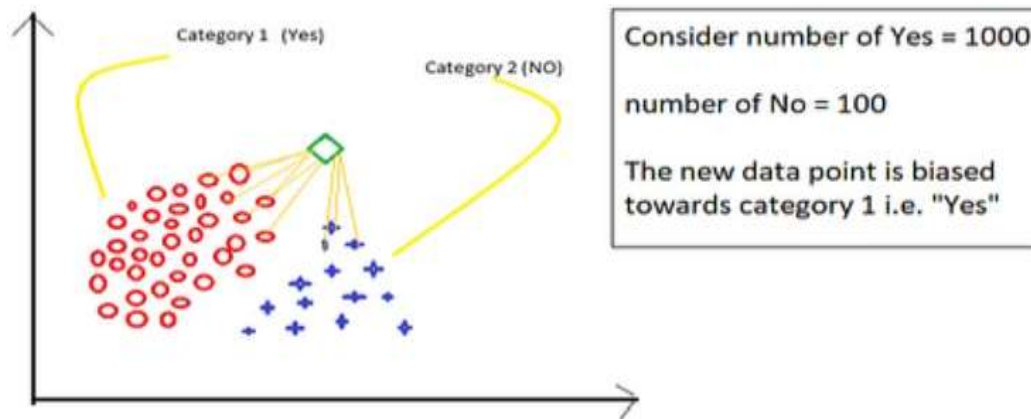 Category 1 (Yes)
Category 2 (NO)
Consider number of Yes = 1000
number of No = 100
The new data point is biased
towards category 1 i.e. "Yes"